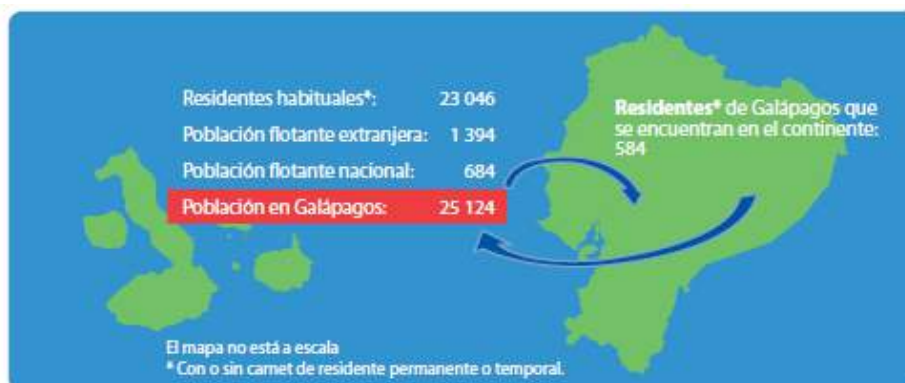 Residentes habituales*: 23 046
Población flotante extranjera: 1 394
Población flotante nacional: 684
Población en Galápagos: 25 124
Residentes* de Galápagos que
se encuentran en el continente:
584
El mapa no está a escala
* Con o sin carnet de residente permanente o temporal.